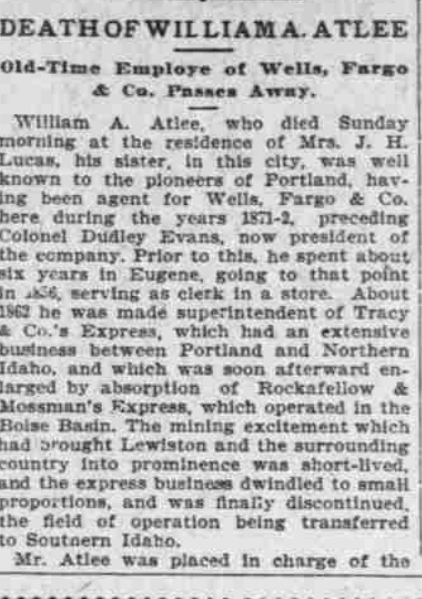 DEATH OF WILLIAM A. ATLEE
Old-Time Employe of Wells, Fargo
& Co. Passes Away.
William A. Atlee, who died Sunday
morning at the residence of Mrs. J. H.
Lucas, his sister, in this city, was well
known to the pioneers of Portland, hav-
ing been agent for Wells, Fargo & Co.
here during the years 1871-2, preceding
Colonel Dudley Evans, now president of
the company. Prior to this, he spent about
six years in Eugene, going to that point
in serving as clerk in a store. About
1862 he was made superintendent of Tracy
& Co.'s Express, which had an extensive
business between Portland and Northern
Idaho, and which was soon afterward en-
larged by absorption of Rockafellow &
Mossman's Express, which operated in the
Boise Basin. The mining excitement which
had brought Lewiston and the surrounding
country into prominence was short-lived,
and the express business dwindled to small
proportions, and was finally discontinued,
the field of operation being transferred
to Soutnern Idaho.
Mr. Atlee was placed in charge of the